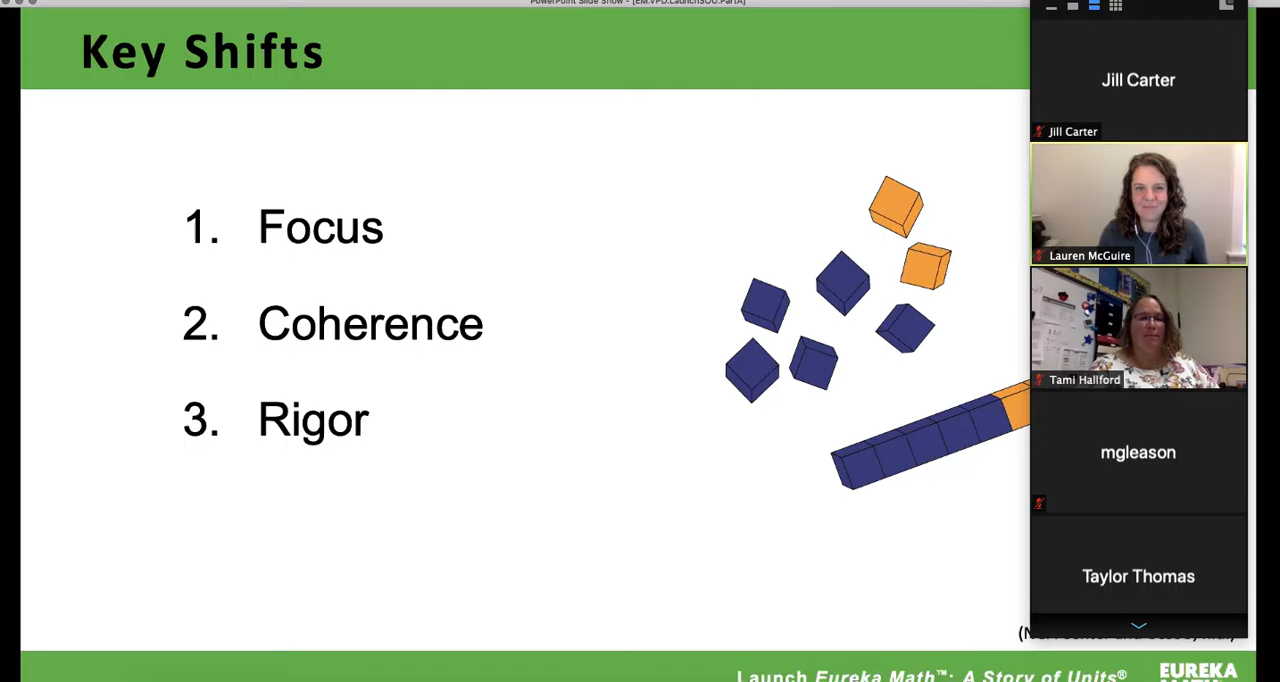 PowerPoint Slide Show - [EM.VPD.LaunchSOU.PartA]
Key Shifts
1. Focus
2. Coherence
3. Rigor
Jill Carter
Jill Carter
Lauren McGuire
Tami Hallford
mgleason
Taylor Thomas
Launch Eureka Math™: A Story of Units®
EUREKA
MATH